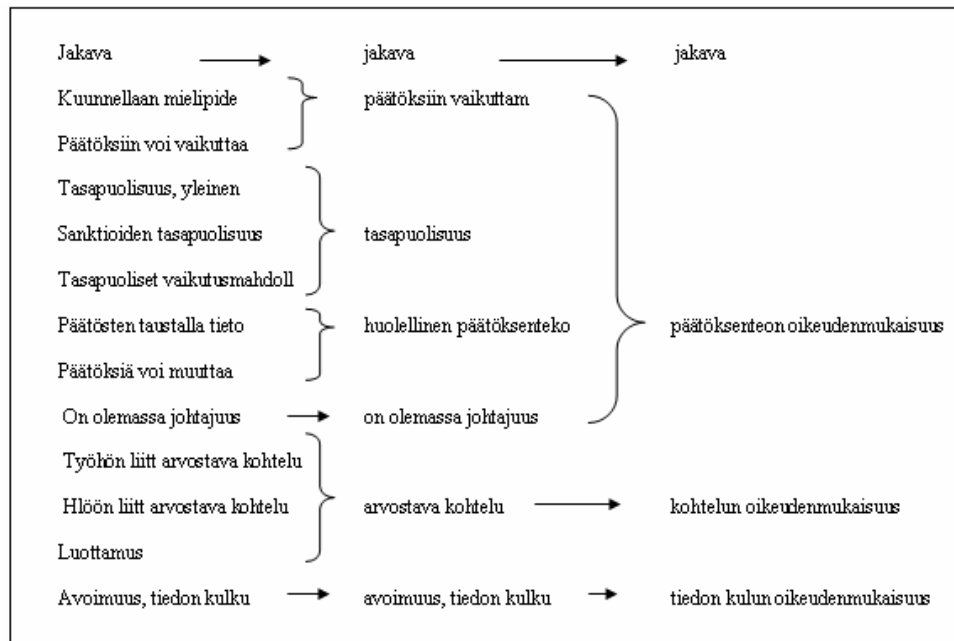 Jakava jakava jakava
Kuunnellaan mielipide päätöksiin vaikuttam
Päätöksiin voi vaikuttaa
Tasapuolisuus, yleinen
Sanktioiden tasapuolisuus tasapuolisuus
Tasapuoliset vaikutusmahdoll
Päätösten taustalla tieto huolellinen päätöksenteko päätöksenteon oikeudenmukaisuus
Päätöksiä voi muuttaa
On olemassa johtajuus on olemassa johtajuus
Työhön liitt arvostava kohtelu
Hlöön liitt arvostava kohtelu arvostava kohtelu kohtelun oikeudenmukaisuus
Luottamus
Avoimuus, tiedon kulku avoimuus, tiedon kulku tiedon kulun oikeudenmukaisuus